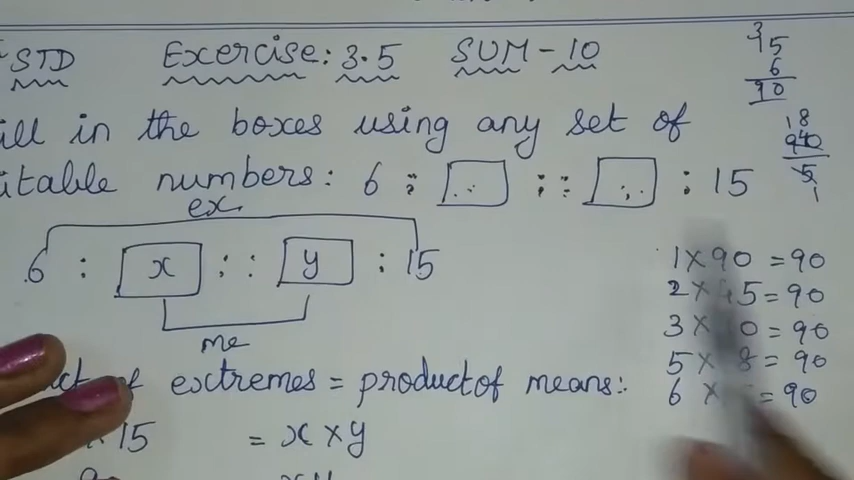 STD Exercise: 3.5 SUM - 10
ill in the boxes using any set of
itable numbers: 6 : :: : 15
ex
6 : x :: y : 15
me
uct of extremes = product of means:
x 15 = x x y
15
6
90
18
90
5
1
1 x 90 = 90
2 x 45 = 90
3 x 30 = 90
5 x 18 = 90
6 x = 90